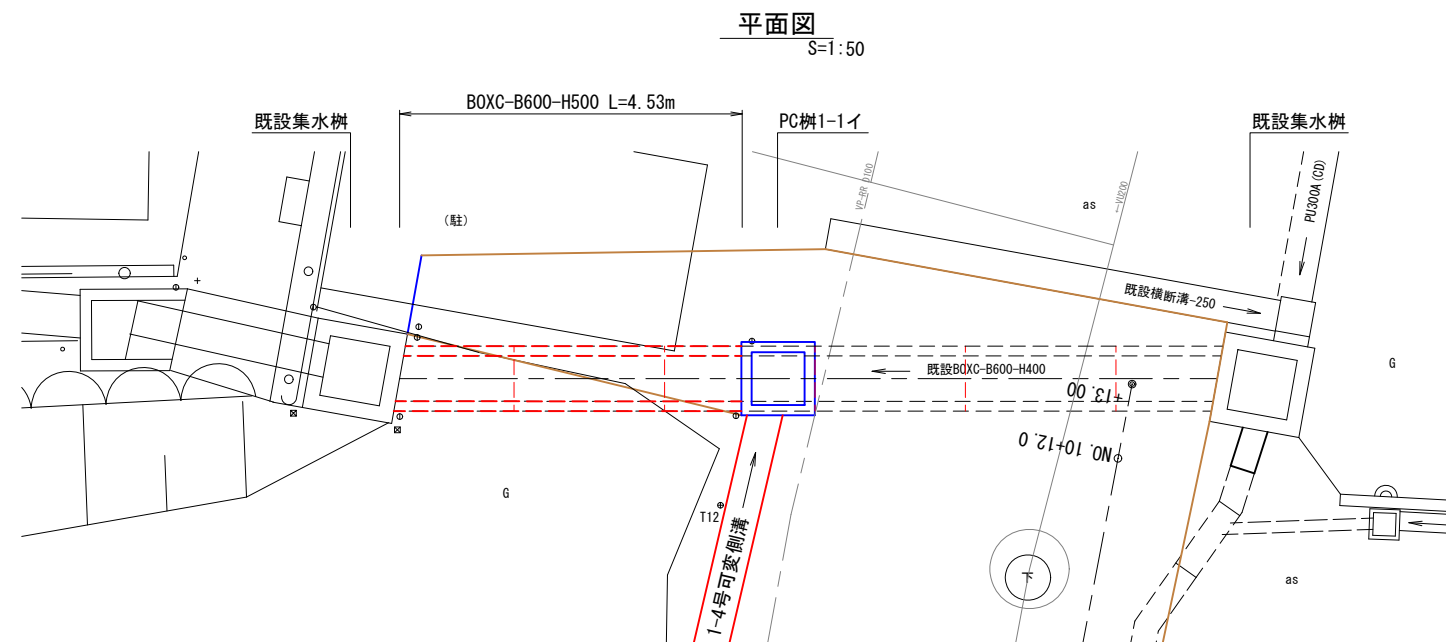 平面図
S=1:50
BOXC-B600-H500 L=4.53m
既設集水桝
PC桝1-1イ
既設集水桝
VP-RR D100
←VU200
PU300A(CD)
as
(駐)
既設横断溝-250
G
既設BOXC-B600-H400
+13.00
NO.10+12.0
G
T12
1-4号可変側溝
下
as